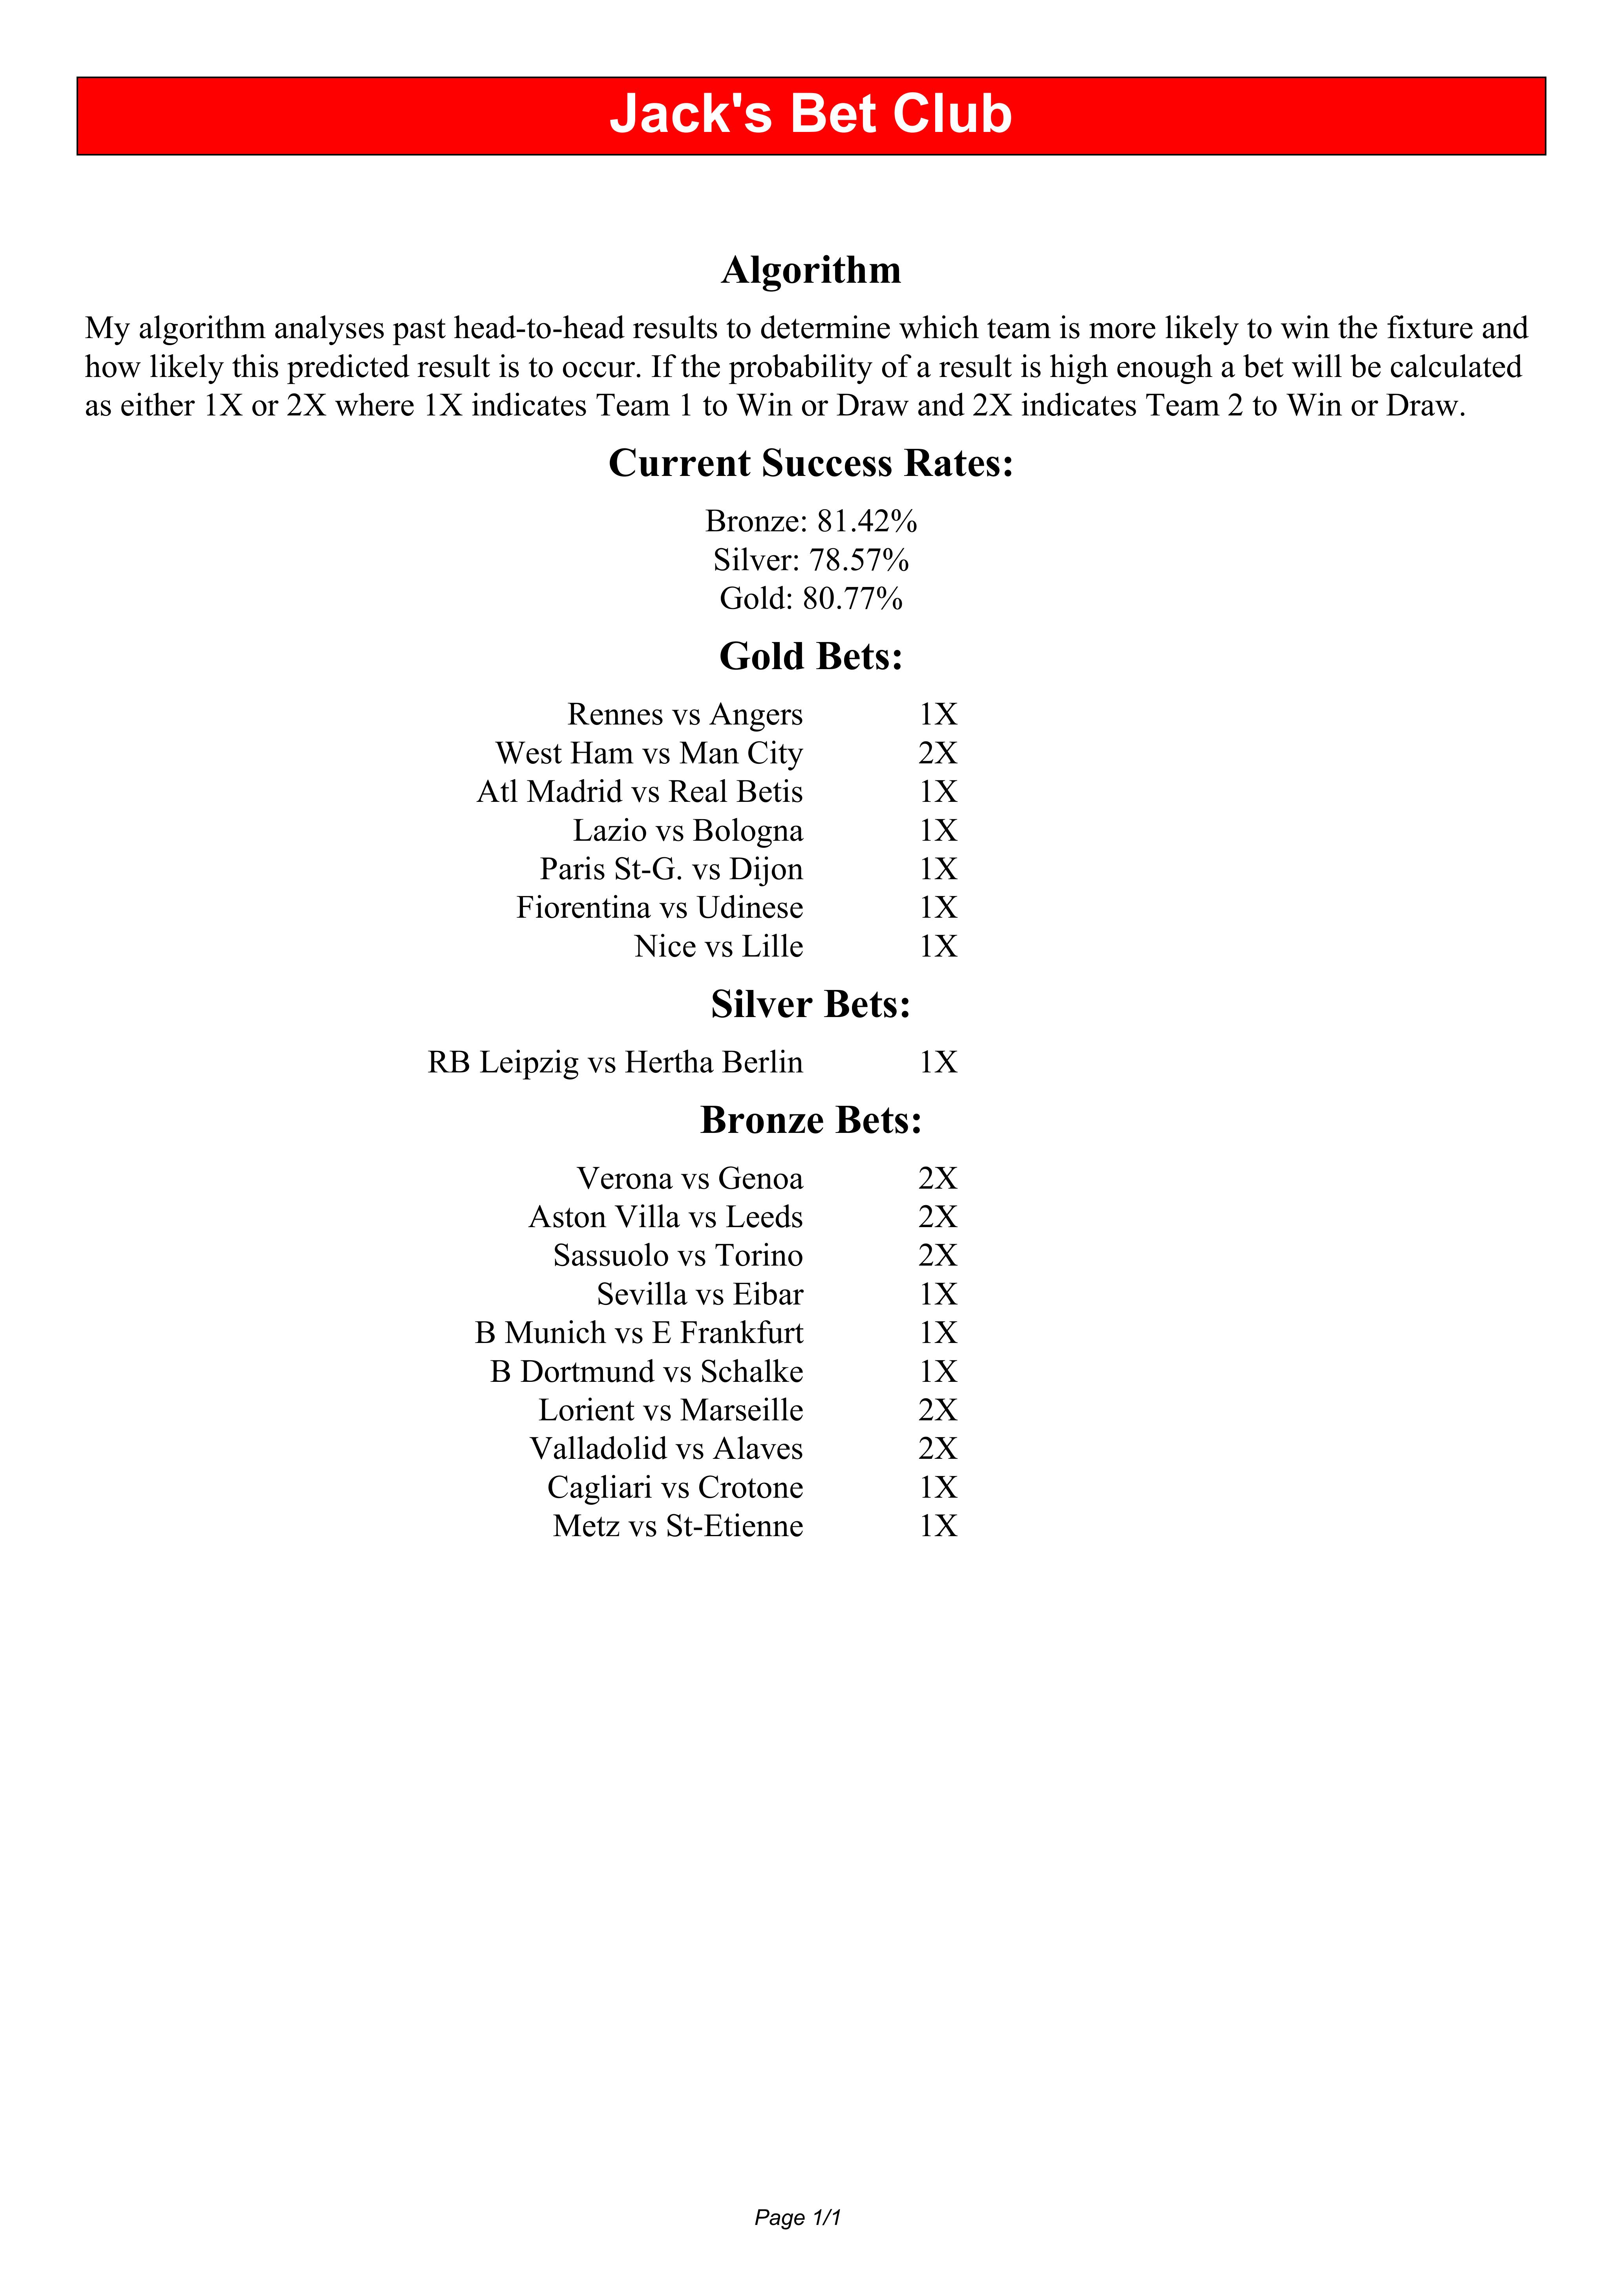 Jack's Bet Club
Algorithm
My algorithm analyses past head-to-head results to determine which team is more likely to win the fixture and
how likely this predicted result is to occur. If the probability of a result is high enough a bet will be calculated
as either 1X or 2X where 1X indicates Team 1 to Win or Draw and 2X indicates Team 2 to Win or Draw.
Current Success Rates:
Bronze: 81.42%
Silver: 78.57%
Gold: 80.77%
Gold Bets:
Rennes vs Angers 1X
West Ham vs Man City 2X
Atl Madrid vs Real Betis 1X
Lazio vs Bologna 1X
Paris St-G. vs Dijon 1X
Fiorentina vs Udinese 1X
Nice vs Lille 1X
Silver Bets:
RB Leipzig vs Hertha Berlin 1X
Bronze Bets:
Verona vs Genoa 2X
Aston Villa vs Leeds 2X
Sassuolo vs Torino 2X
Sevilla vs Eibar 1X
B Munich vs E Frankfurt 1X
B Dortmund vs Schalke 1X
Lorient vs Marseille 2X
Valladolid vs Alaves 2X
Cagliari vs Crotone 1X
Metz vs St-Etienne 1X
Page 1/1